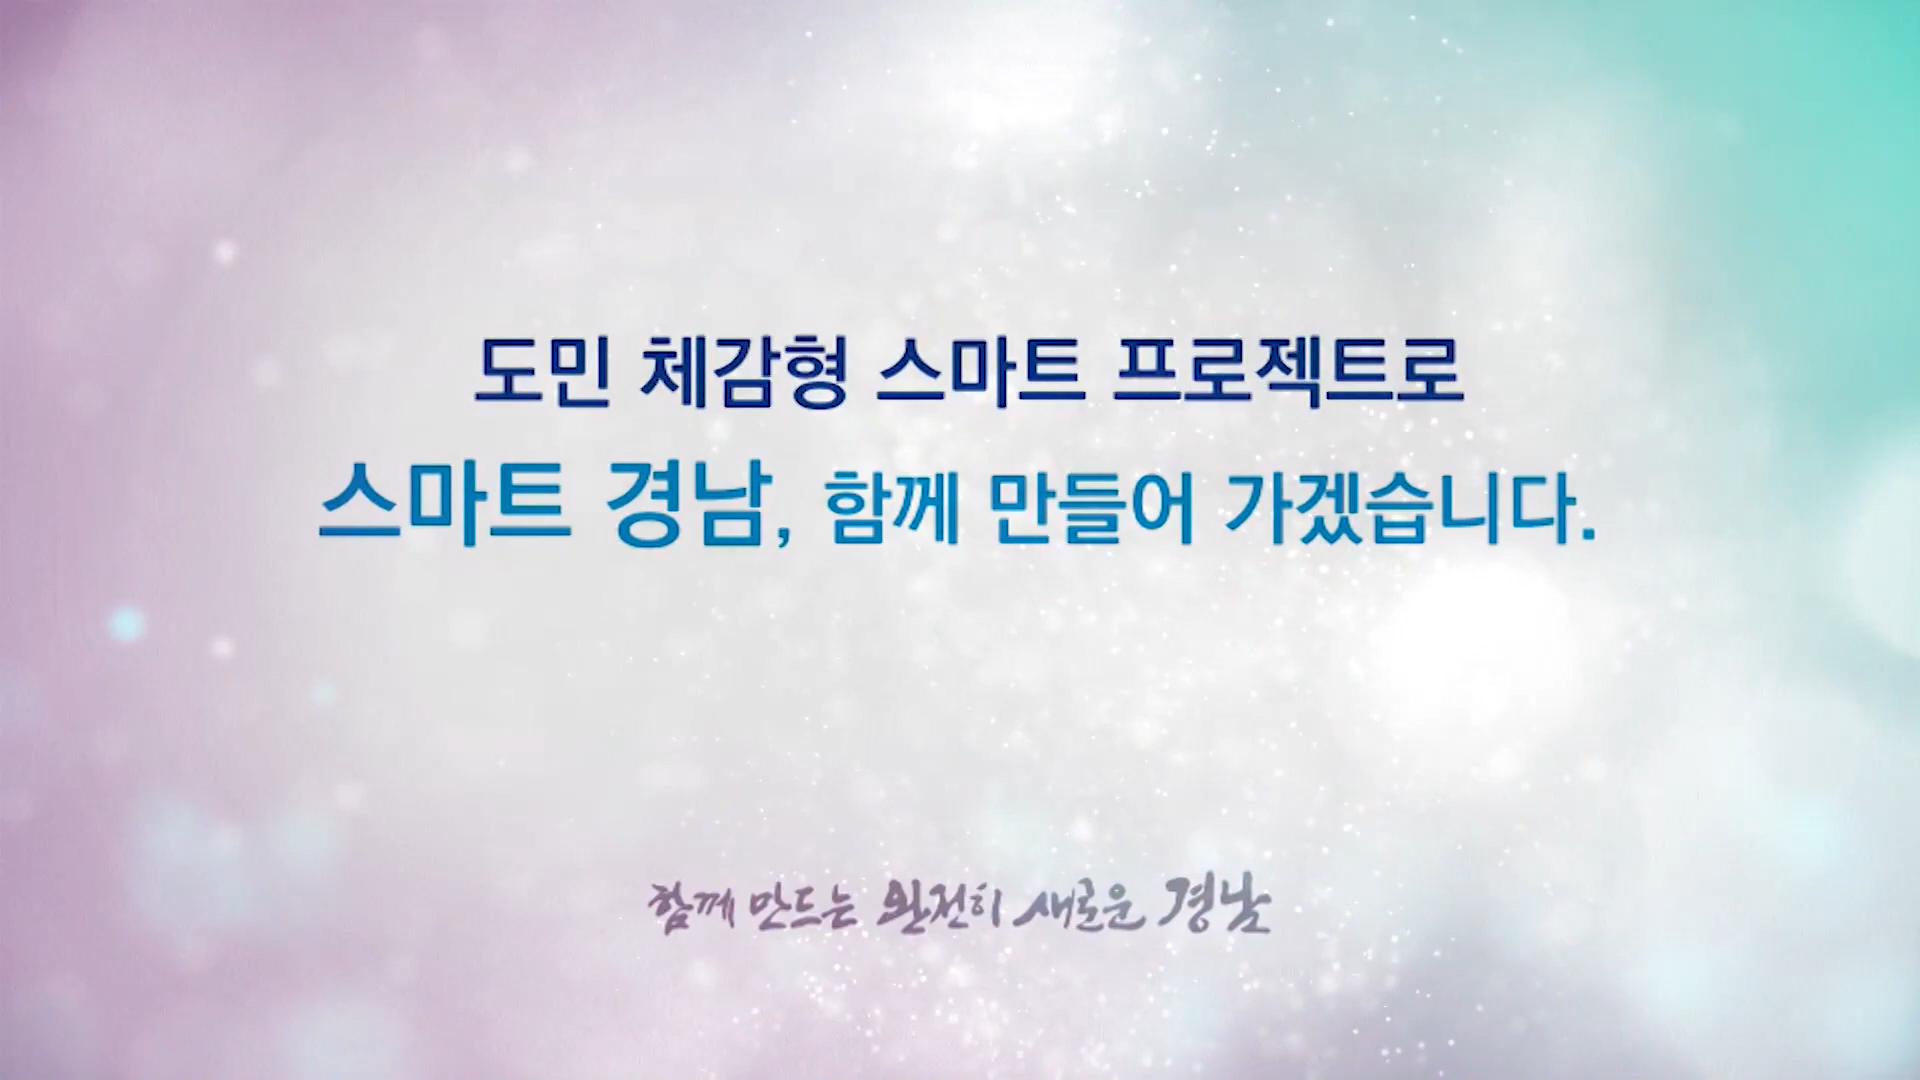 도민 체감형 스마트 프로젝트로
스마트 경남, 함께 만들어 가겠습니다.
함께 만드는 완전히 새로운 경남